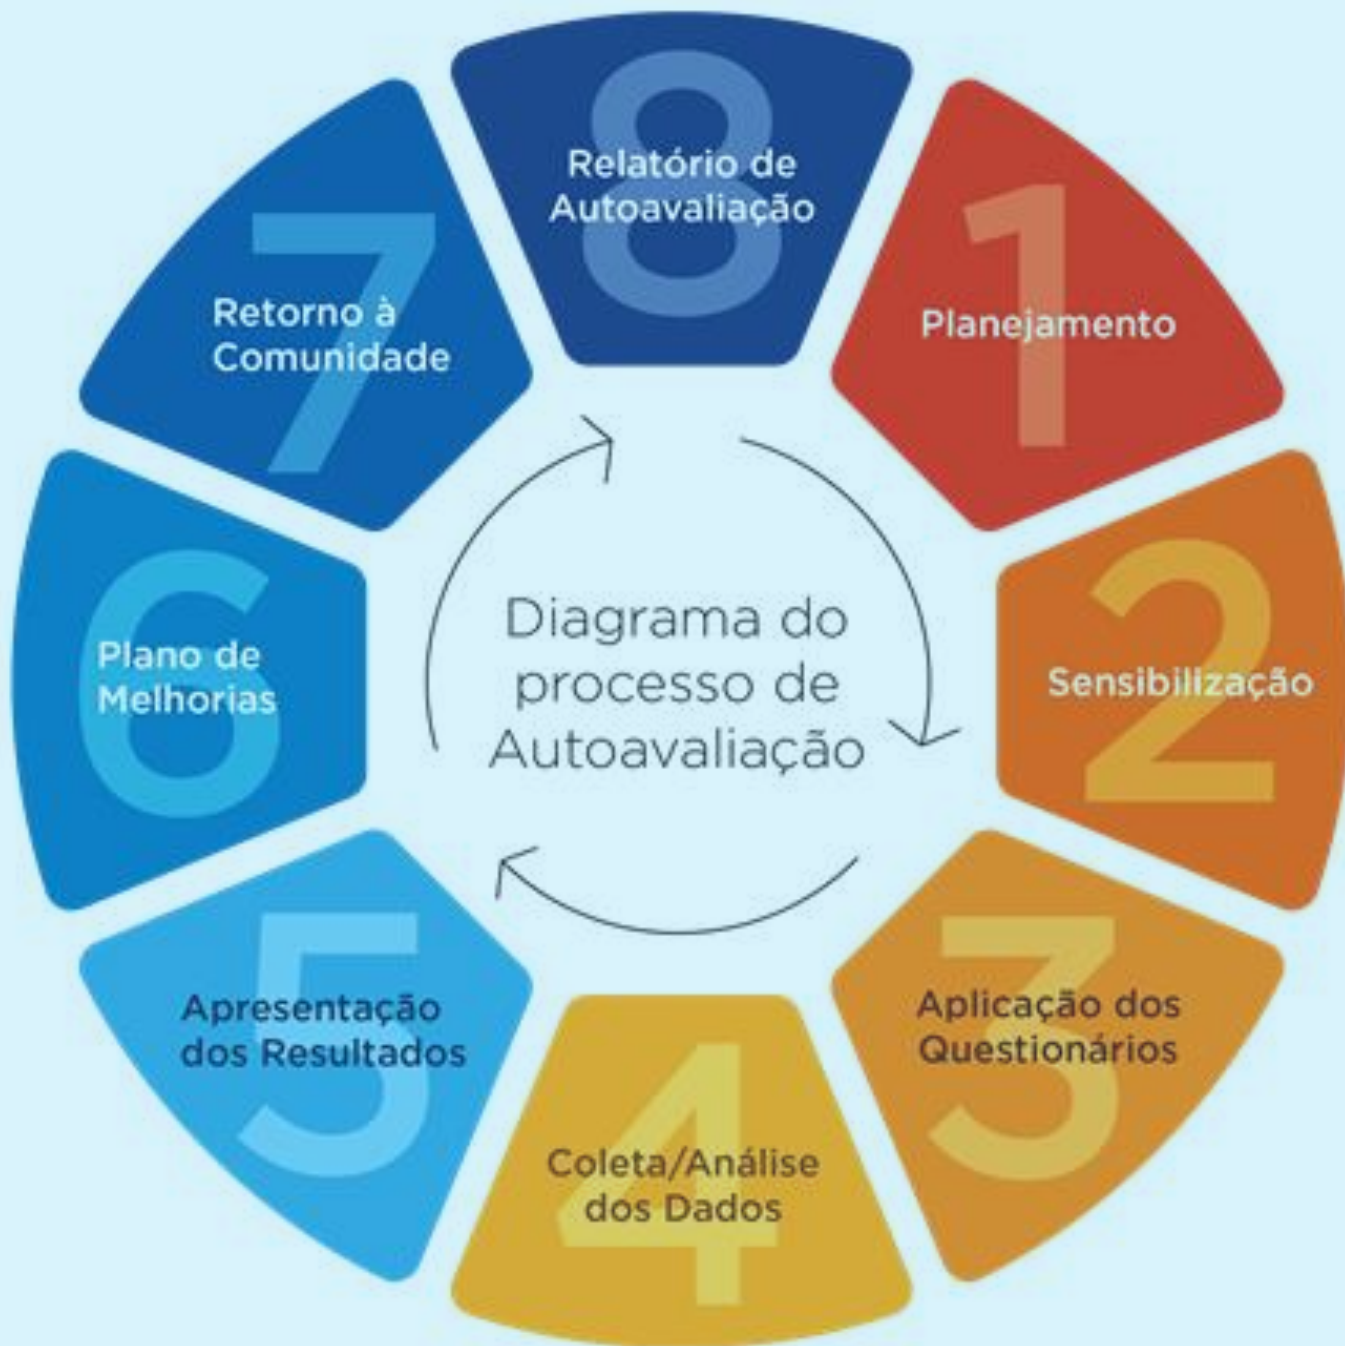 8
Relatório de
Autoavaliação
1
Planejamento
2
Sensibilização
3
Aplicação dos
Questionários
4
Coleta/Análise
dos Dados
5
Apresentação
dos Resultados
6
Plano de
Melhorias
7
Retorno à
Comunidade
Diagrama do
processo de
Autoavaliação